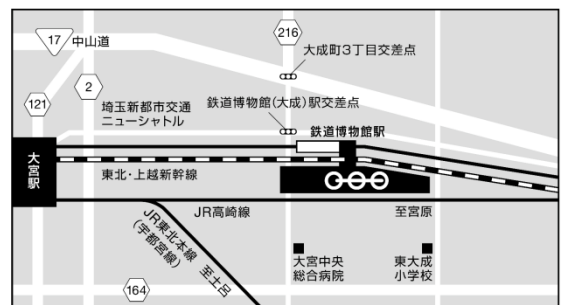 216
17
中山道
大成町3丁目交差点
2
121
埼玉新都市交通
ニューシャトル
鉄道博物館(大成)駅交差点
鉄道博物館駅
大宮駅
東北・上越新幹線
JR高崎線
至宮原
JR東北本線
(宇都宮線)
至土呂
大宮中央
総合病院
東大成
小学校
164